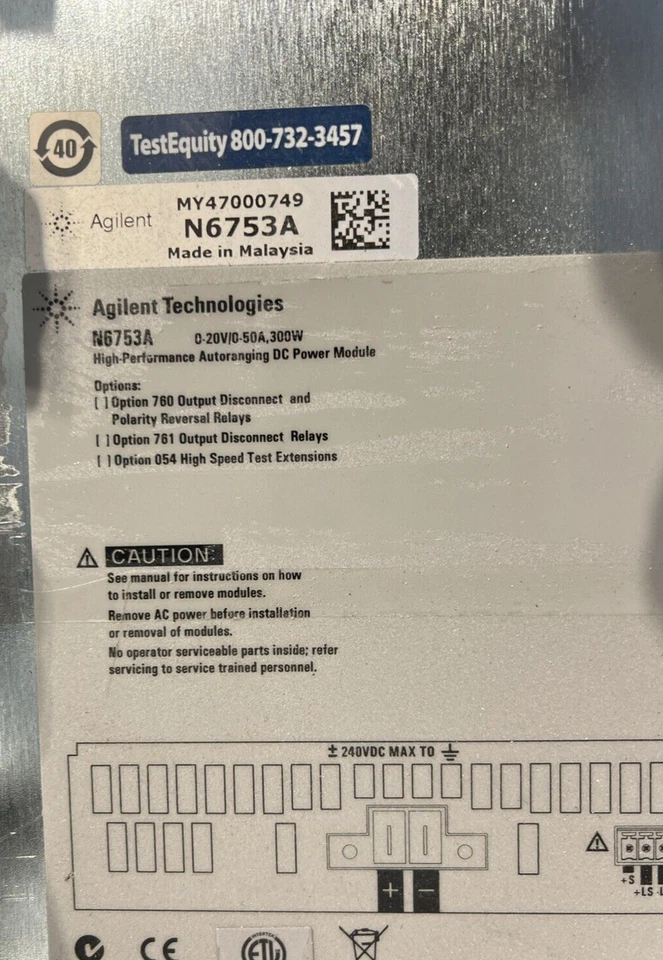 40
TestEquity 800-732-3457
MY47000749
Agilent
N6753A
Made in Malaysia
Agilent Technologies
N6753A 0-20V/0-50A,300W
High-Performance Autoranging DC Power Module
Options:
[ ] Option 760 Output Disconnect and
Polarity Reversal Relays
[ ] Option 761 Output Disconnect Relays
[ ] Option 054 High Speed Test Extensions
CAUTION:
See manual for instructions on how
to install or remove modules.
Remove AC power before installation
or removal of modules.
No operator serviceable parts inside; refer
servicing to service trained personnel.
± 240VDC MAX TO
+ −
+S
+LS
CE
INTERTEK
ETL